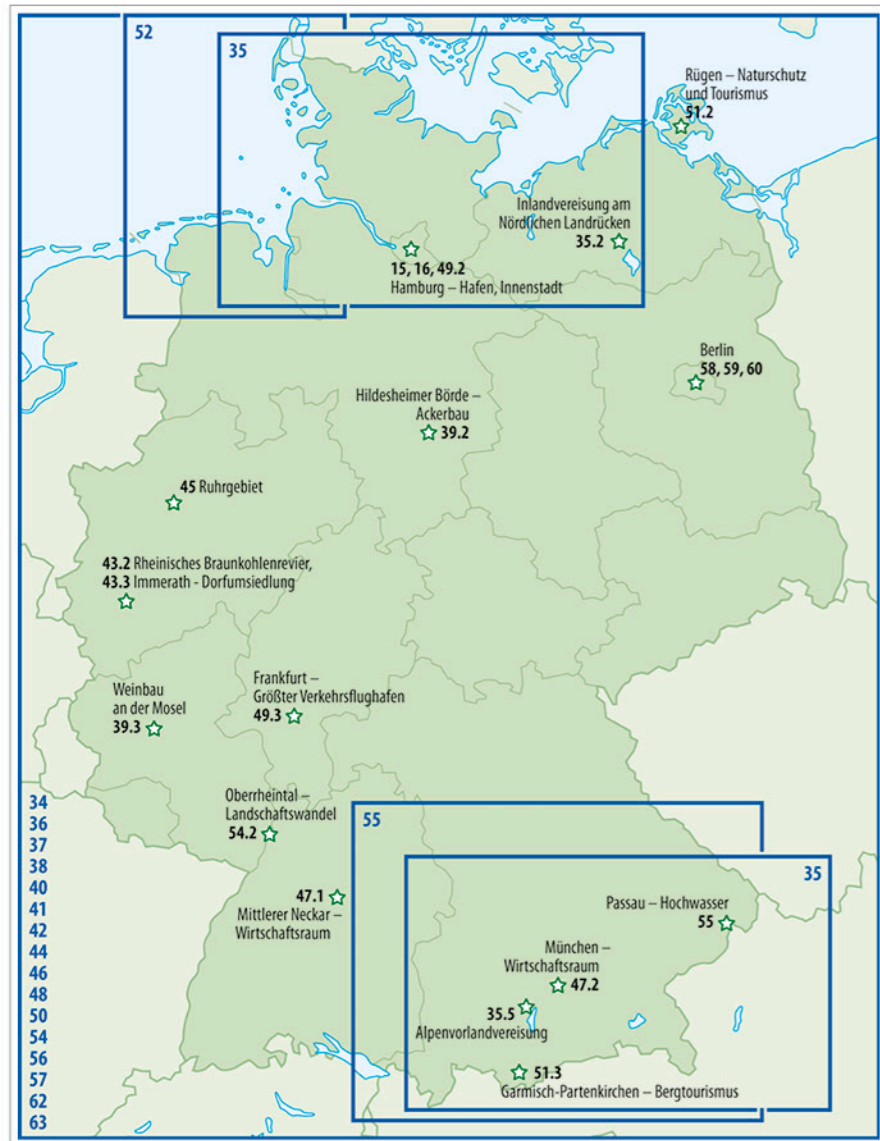 52
35
Rügen – Naturschutz
und Tourismus
51.2
Inlandvereisung am
Nördlichen Landrücken
35.2
15, 16, 49.2
Hamburg – Hafen, Innenstadt
Berlin
58, 59, 60
Hildesheimer Börde –
Ackerbau
39.2
45 Ruhrgebiet
43.2 Rheinisches Braunkohlenrevier,
43.3 Immerath - Dorfumsiedlung
Weinbau
an der Mosel
39.3
Frankfurt –
Größter Verkehrsflughafen
49.3
Oberrheintal –
Landschaftswandel
54.2
47.1
Mittlerer Neckar –
Wirtschaftsraum
55
35
Passau – Hochwasser
55
München –
Wirtschaftsraum
47.2
35.5
Alpenvorlandvereisung
51.3
Garmisch-Partenkirchen – Bergtourismus
34
36
37
38
40
41
42
44
46
48
50
54
56
57
62
63